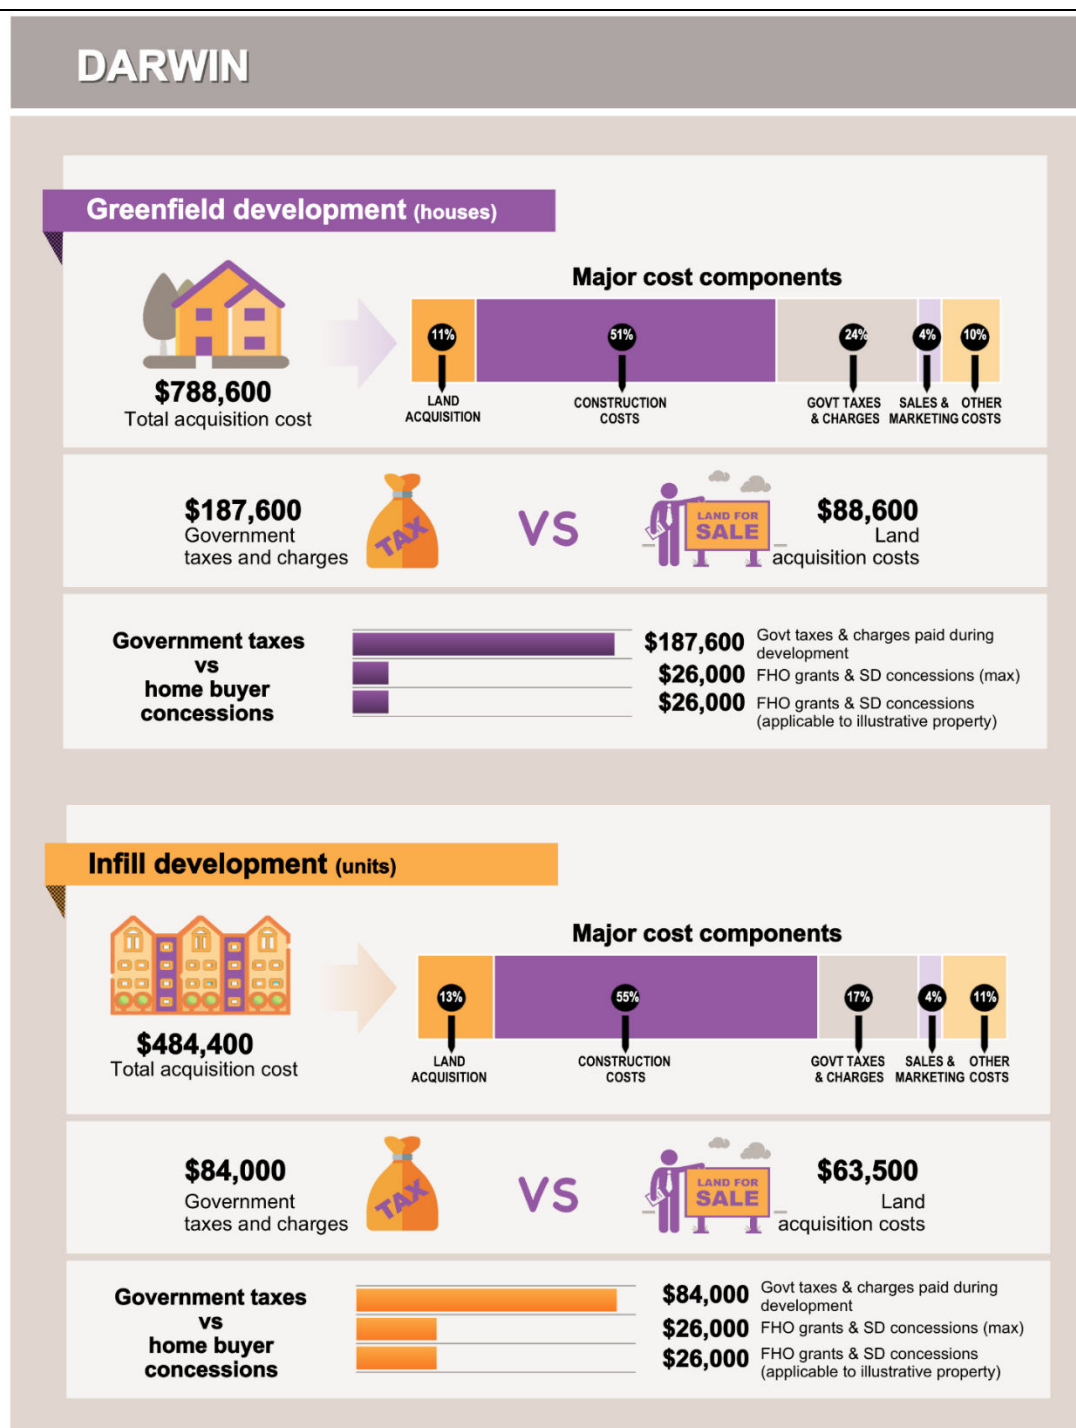 DARWIN
Greenfield development (houses)
Major cost components
11%
51%
24%
4%
10%
LAND
ACQUISITION
CONSTRUCTION
COSTS
GOVT TAXES
& CHARGES
SALES &
MARKETING
OTHER
COSTS
$788,600
Total acquisition cost
$187,600
Government
taxes and charges
TAX
VS
LAND FOR
SALE
$88,600
Land
acquisition costs
Government taxes
vs
home buyer
concessions
$187,600 Govt taxes & charges paid during
development
$26,000 FHO grants & SD concessions (max)
$26,000 FHO grants & SD concessions
(applicable to illustrative property)
Infill development (units)
Major cost components
13%
55%
17%
4%
11%
LAND
ACQUISITION
CONSTRUCTION
COSTS
GOVT TAXES
& CHARGES
SALES &
MARKETING
OTHER
COSTS
$484,400
Total acquisition cost
$84,000
Government
taxes and charges
TAX
VS
LAND FOR
SALE
$63,500
Land
acquisition costs
Government taxes
vs
home buyer
concessions
$84,000 Govt taxes & charges paid during
development
$26,000 FHO grants & SD concessions (max)
$26,000 FHO grants & SD concessions
(applicable to illustrative property)